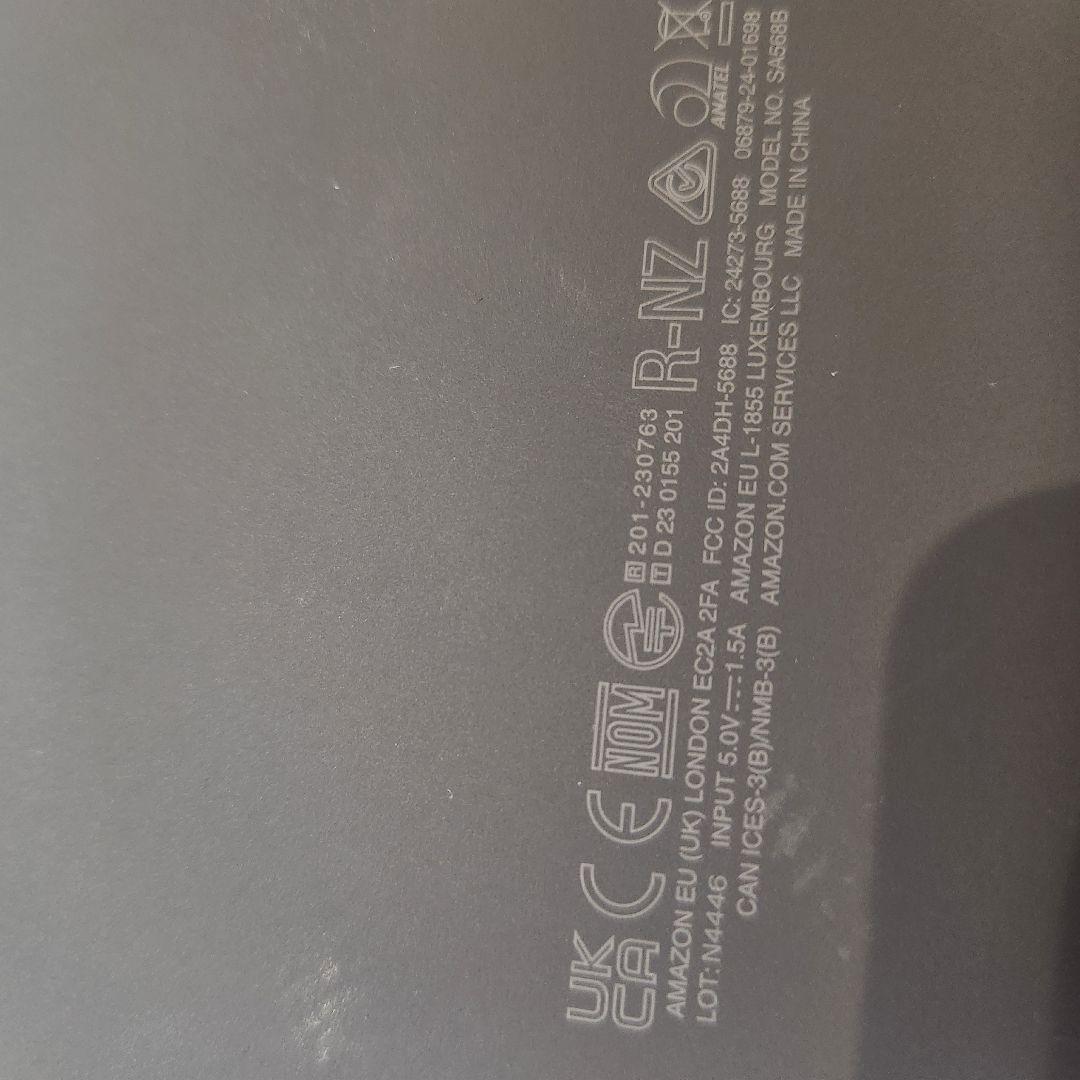 UK
CA CE NOM R 201-230763 R-NZ
T D 23 0155 201 ANATEL
AMAZON EU (UK) LONDON EC2A 2FA FCC ID: 2A4DH-5688 IC: 24273-5688 06879-24-01698
LOT: N4446 INPUT 5.0V ⎓ 1.5A AMAZON EU L-1855 LUXEMBOURG MODEL NO. SA568B
CAN ICES-3(B)/NMB-3(B) AMAZON.COM SERVICES LLC MADE IN CHINA